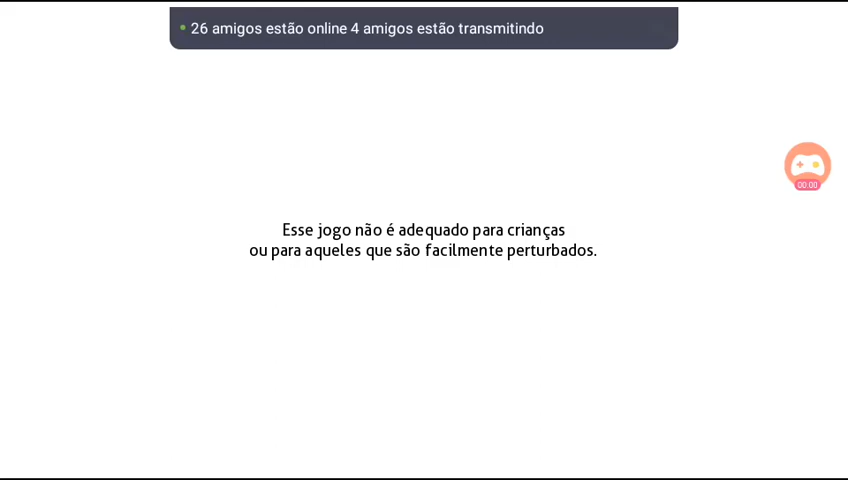 26 amigos estão online 4 amigos estão transmitindo
00:00
Esse jogo não é adequado para crianças
ou para aqueles que são facilmente perturbados.